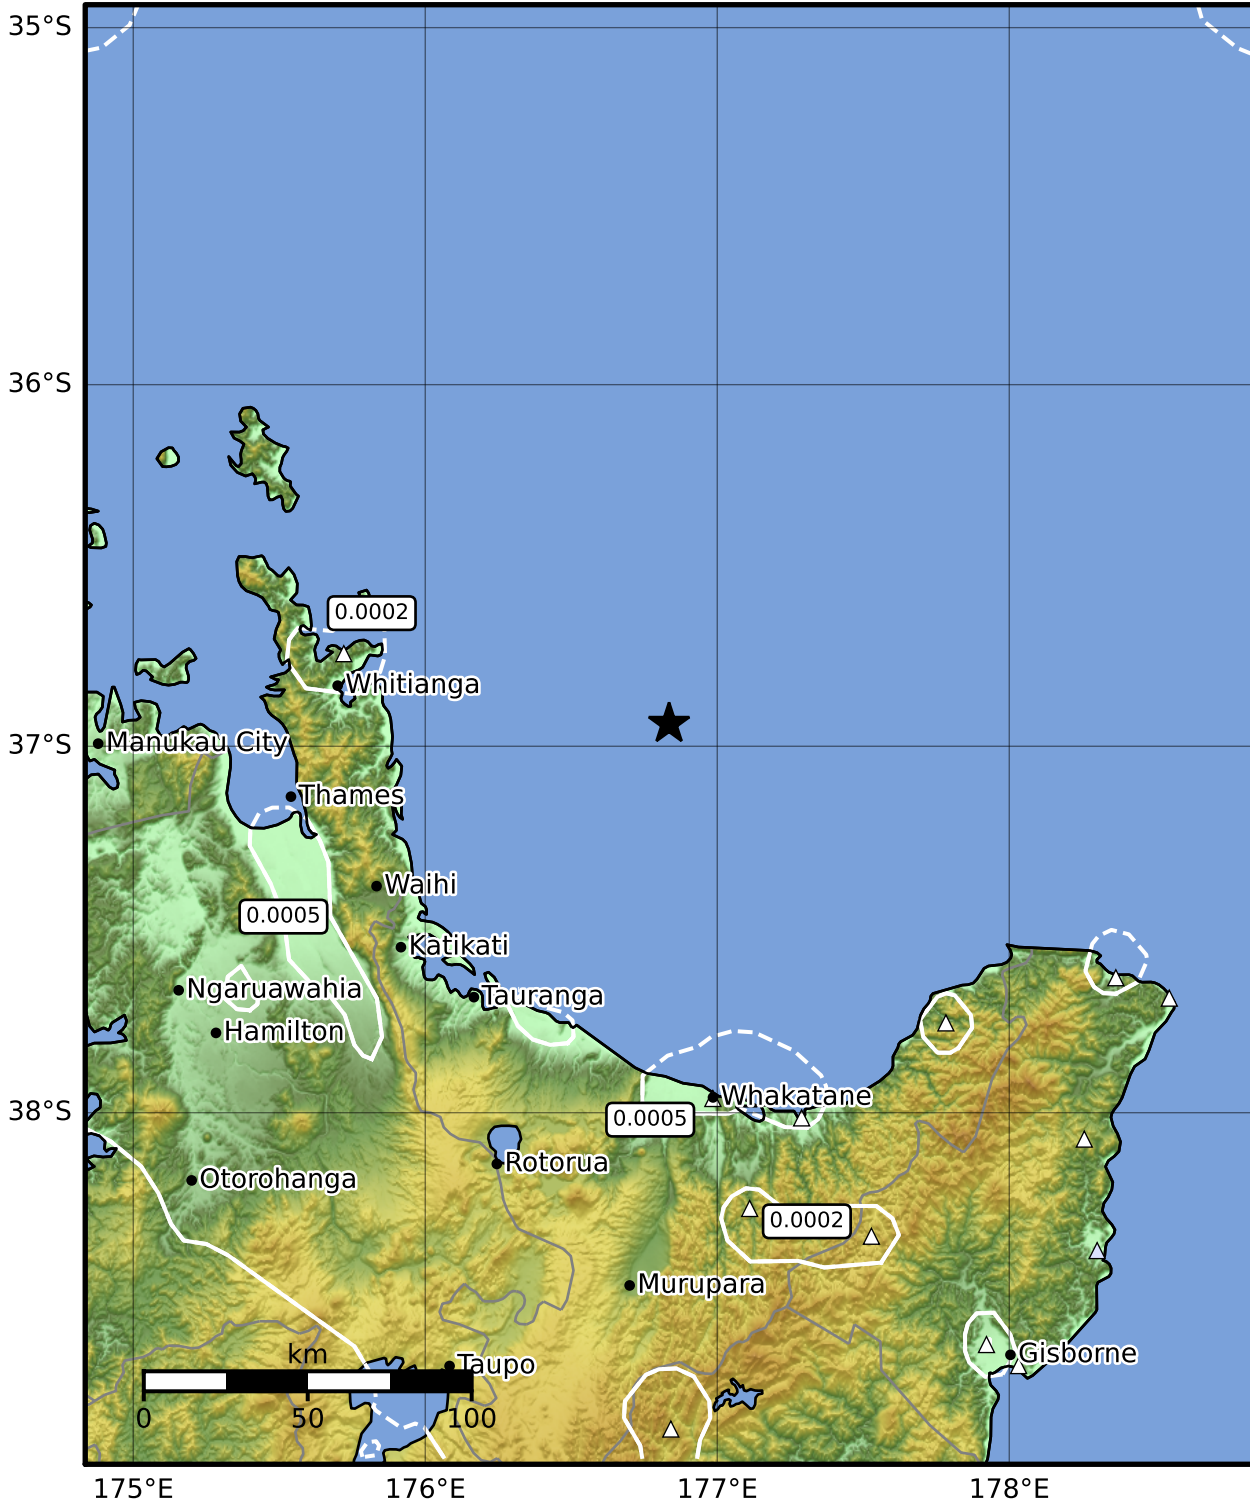 35°S
36°S
0.0002
Whitianga
Manukau City
37°S
Thames
Waihi
0.0005
Katikati
Ngaruawahia
Tauranga
Hamilton
Whakatane
38°S
0.0005
Rotorua
Otorohanga
0.0002
Murupara
Gisborne
km
Taupo
0 50 100
175°E 176°E 177°E 178°E